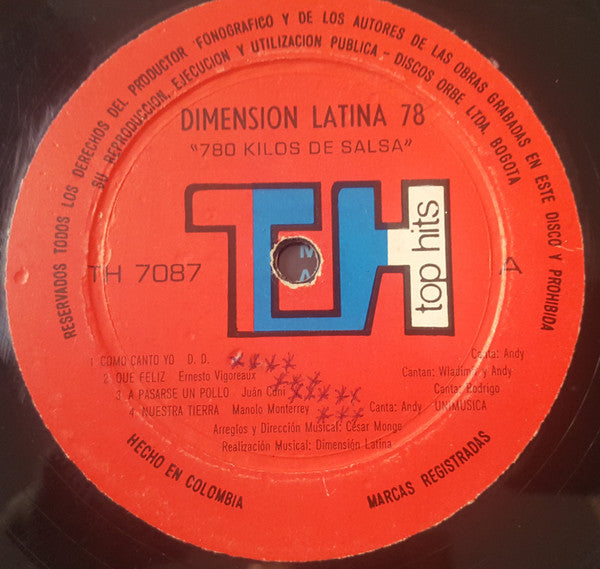 RESERVADOS TODOS LOS DERECHOS DEL PRODUCTOR FONOGRAFICO Y DE LOS AUTORES DE LAS OBRAS GRABADAS EN ESTE DISCO Y PROHIBIDA
SU REPRODUCCION, EJECUCION Y UTILIZACION PUBLICA - DISCOS ORBE LTDA. BOGOTA
DIMENSION LATINA 78
"780 KILOS DE SALSA"
TH
top hits
TH 7087
A
1 COMO CANTO YO D. D. Canta: Andy
2 QUE FELIZ Ernesto Vigoreaux Cantan: Wladimir y Andy
3 A PASARSE UN POLLO Juán Coni Canta: Rodrigo
4 NUESTRA TIERRA Manolo Monterrey Canta: Andy UNIMUSICA
Arreglos y Dirección Musical: César Monge
Realización Musical: Dimensión Latina
HECHO EN COLOMBIA
MARCAS REGISTRADAS